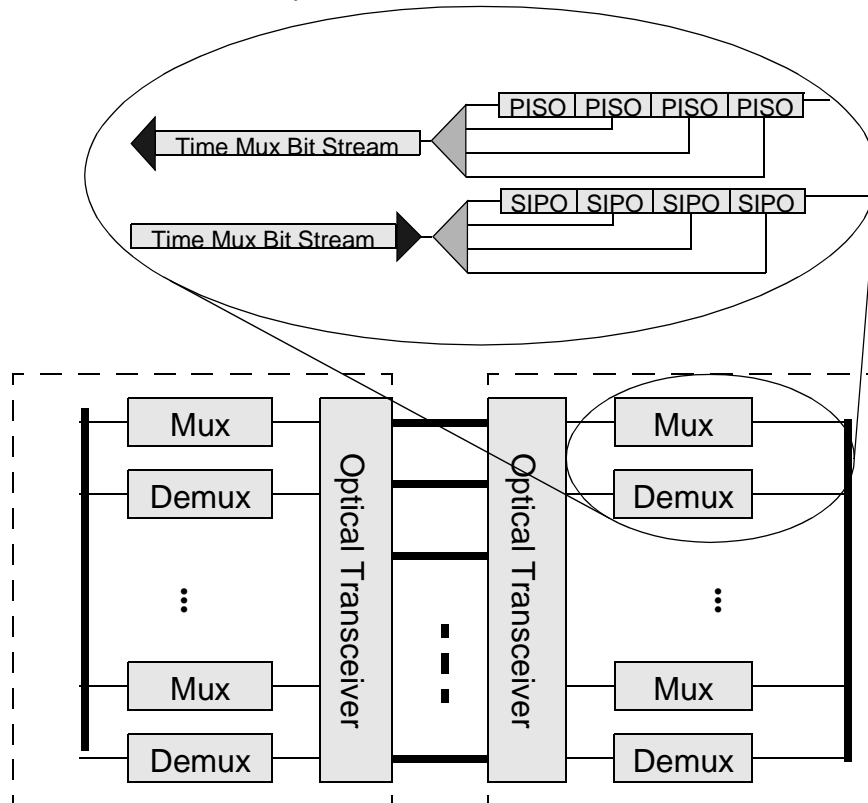 PISO PISO PISO PISO
Time Mux Bit Stream
SIPO SIPO SIPO SIPO
Time Mux Bit Stream
Mux
Demux
...
Mux
Demux
Optical Transceiver
Optical Transceiver
Mux
Demux
...
Mux
Demux